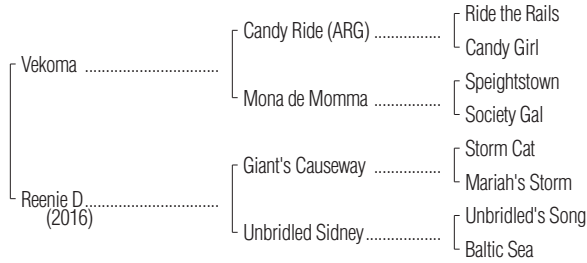 Vekoma
Reenie D
(2016)
Candy Ride (ARG)
Mona de Momma
Giant's Causeway
Unbridled Sidney
Ride the Rails
Candy Girl
Speightstown
Society Gal
Storm Cat
Mariah's Storm
Unbridled's Song
Baltic Sea